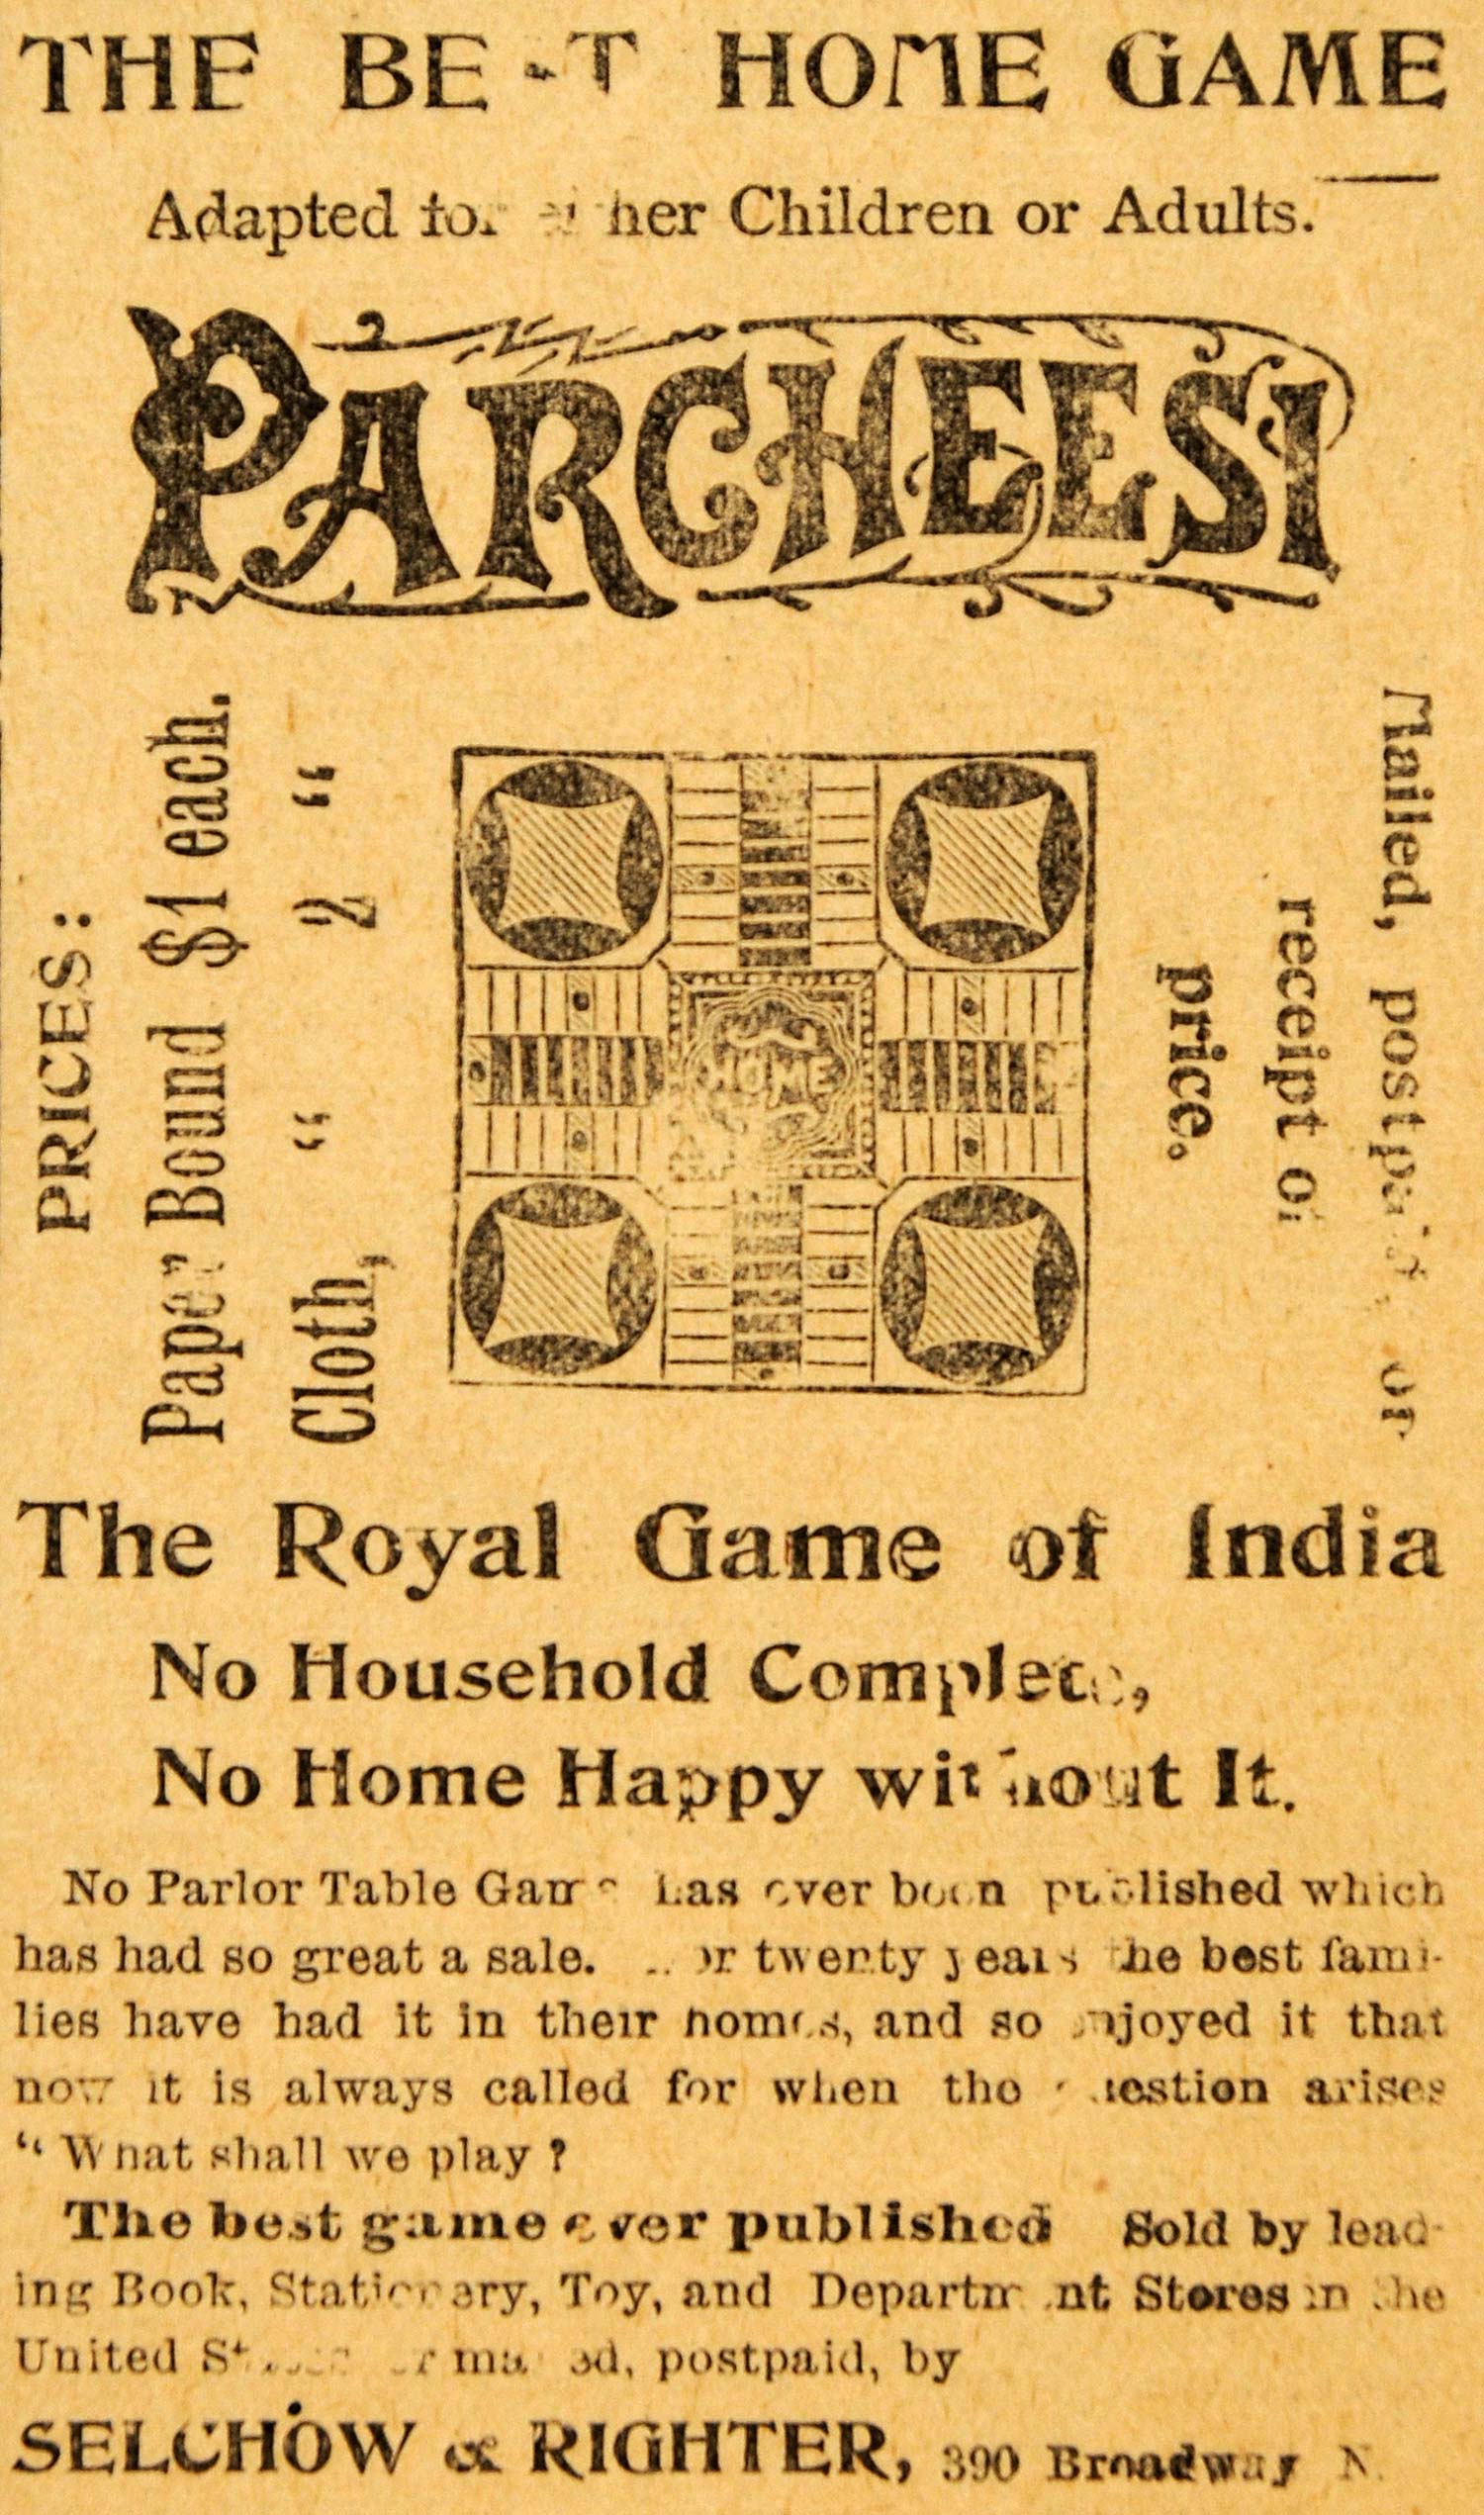 THE BEST HOME GAME
Adapted for either Children or Adults.
PARCHEESI
PRICES:
Paper Bound $1 each.
Cloth, “ 2 “
HOME
Mailed, postpaid, on
receipt of
price.
The Royal Game of India
No Household Complete,
No Home Happy without It.
No Parlor Table Game has ever been published which
has had so great a sale. For twenty years the best fami-
lies have had it in their homes, and so enjoyed it that
now it is always called for when the question arises
“ What shall we play ?
The best game ever published Sold by lead-
ing Book, Stationery, Toy, and Department Stores in the
United States or mailed, postpaid, by
SELCHOW & RIGHTER, 390 Broadway N.